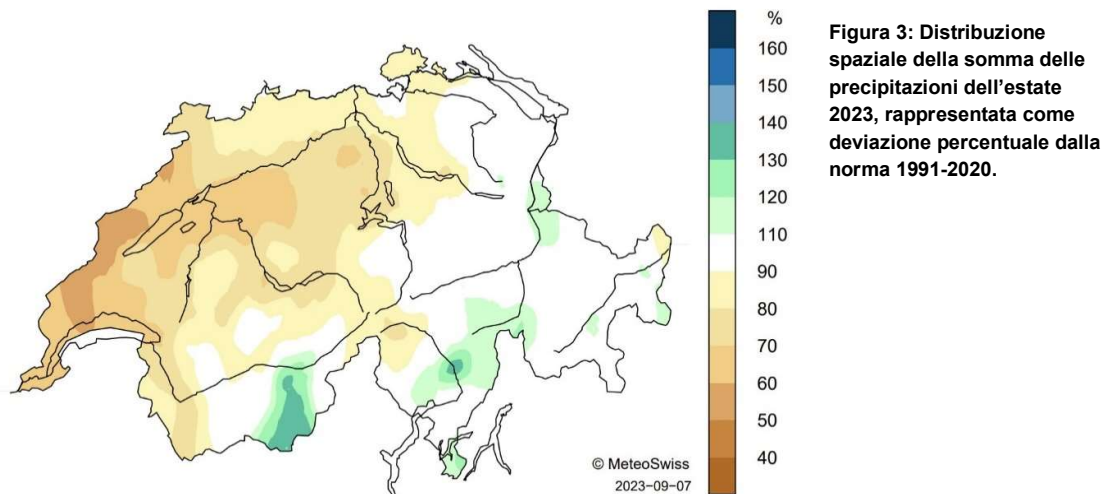 %
160
150
140
130
120
110
90
80
70
60
50
40
© MeteoSwiss
2023-09-07
Figura 3: Distribuzione
spaziale della somma delle
precipitazioni dell’estate
2023, rappresentata come
deviazione percentuale dalla
norma 1991-2020.